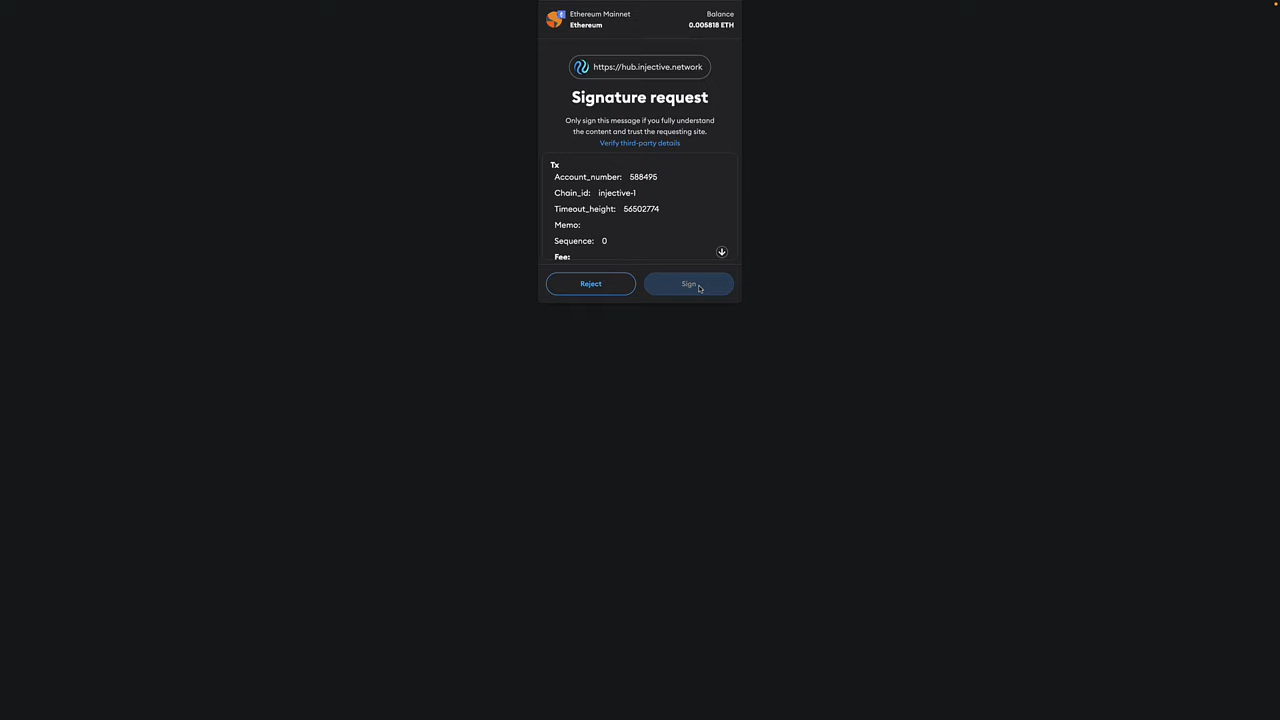 Ethereum Mainnet
Ethereum
Balance
0.005818 ETH
https://hub.injective.network
Signature request
Only sign this message if you fully understand
the content and trust the requesting site.
Verify third-party details
Tx
Account_number: 588495
Chain_id: injective-1
Timeout_height: 56502774
Memo:
Sequence: 0
Fee:
Reject
Sign